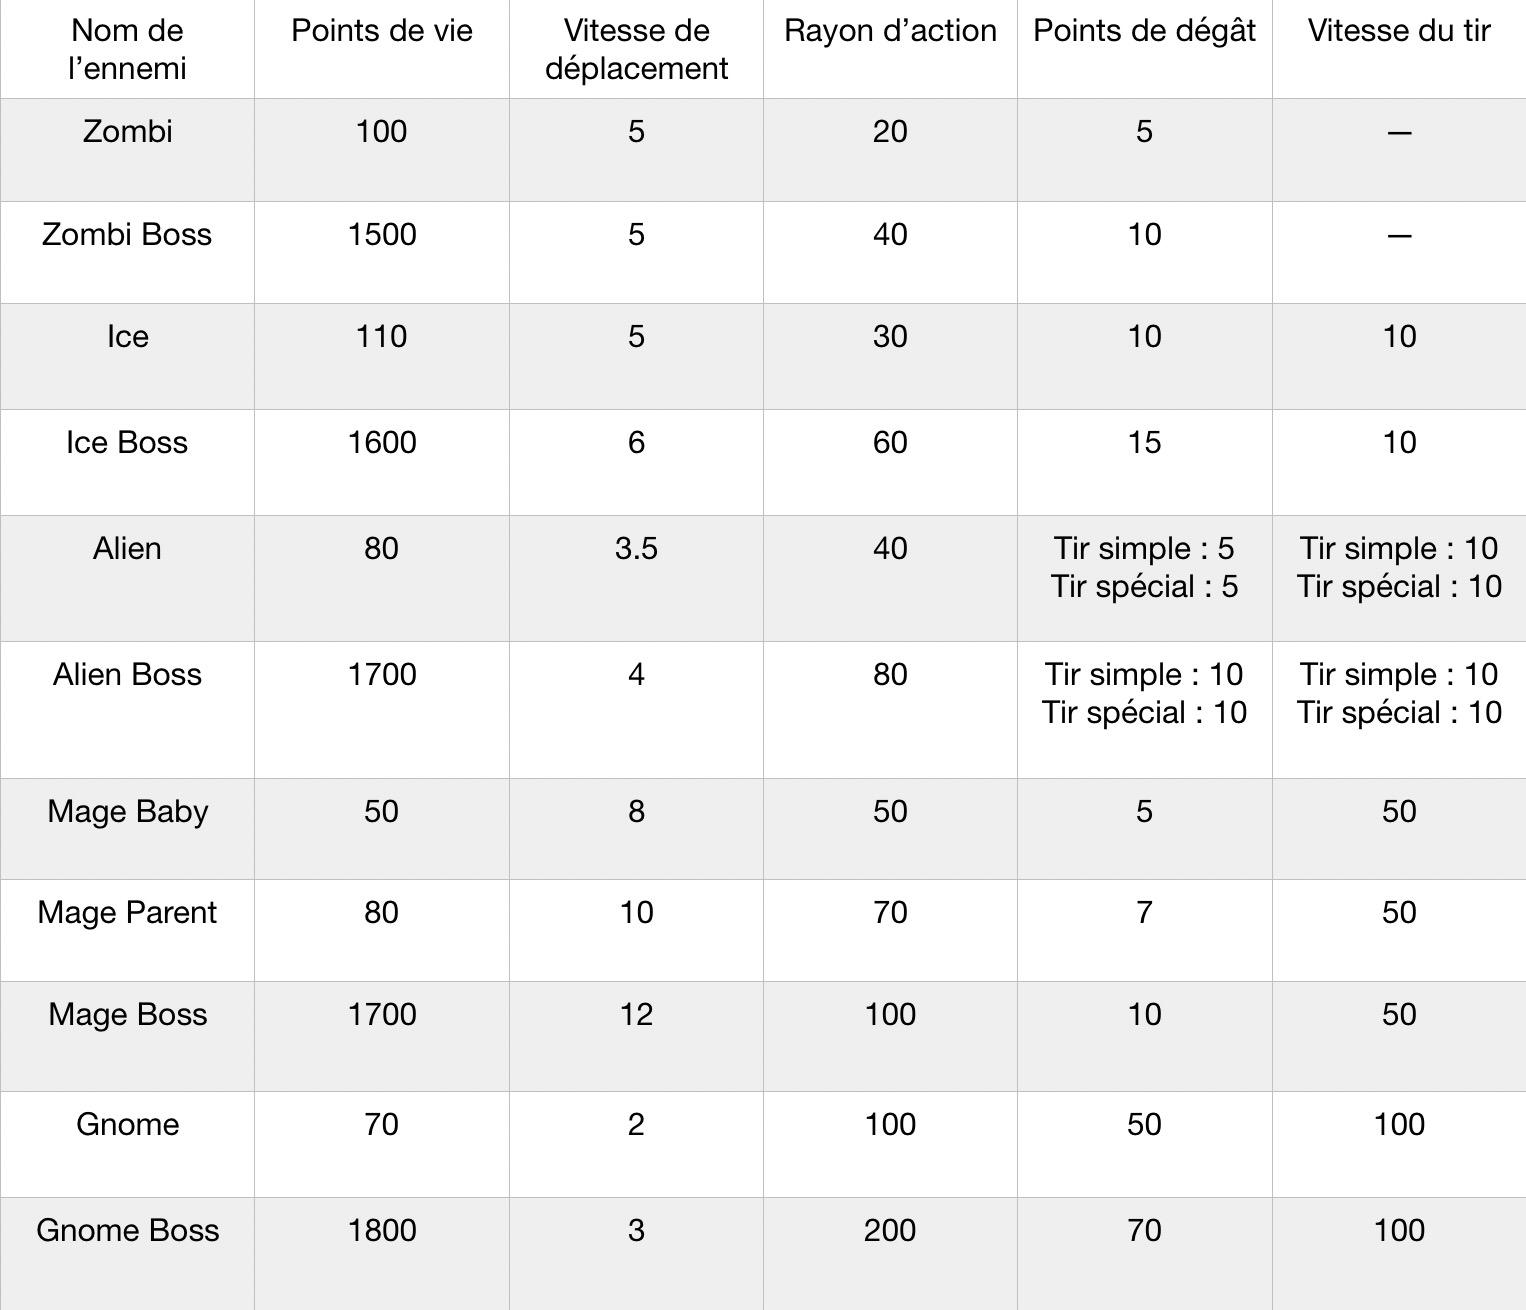 Nom de
l’ennemi
Points de vie
Vitesse de
déplacement
Rayon d’action
Points de dégât
Vitesse du tir
Zombi
100
5
20
5
—
Zombi Boss
1500
5
40
10
—
Ice
110
5
30
10
10
Ice Boss
1600
6
60
15
10
Alien
80
3.5
40
Tir simple : 5
Tir spécial : 5
Tir simple : 10
Tir spécial : 10
Alien Boss
1700
4
80
Tir simple : 10
Tir spécial : 10
Tir simple : 10
Tir spécial : 10
Mage Baby
50
8
50
5
50
Mage Parent
80
10
70
7
50
Mage Boss
1700
12
100
10
50
Gnome
70
2
100
50
100
Gnome Boss
1800
3
200
70
100